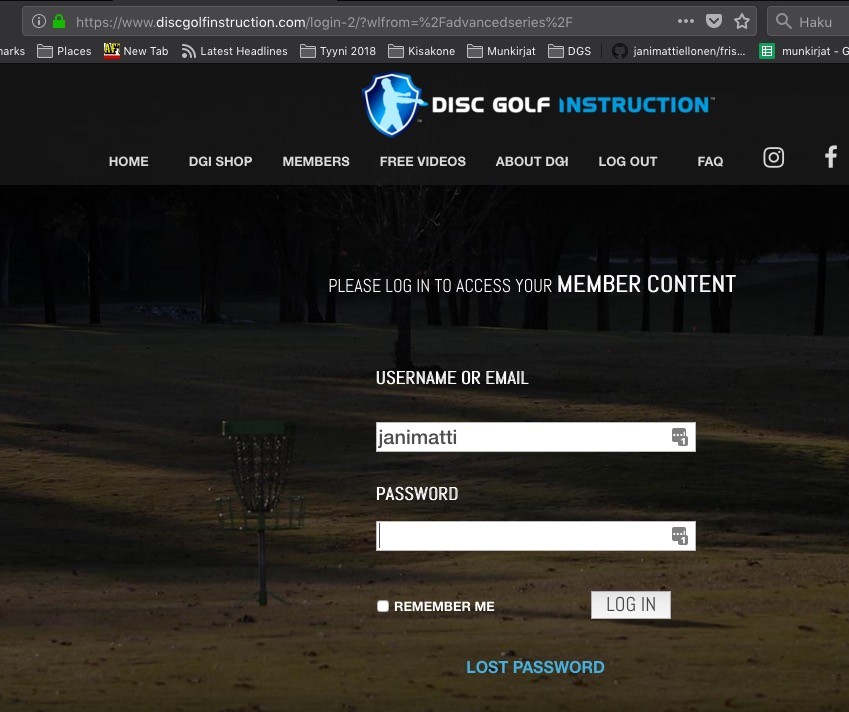 https://www.discgolfinstruction.com/login-2/?wlfrom=%2Fadvancedseries%2F
Haku
marks Places New Tab Latest Headlines Tyyni 2018 Kisakone Munkirjat DGS janimattiellonen/fris... munkirjat - G
DISC GOLF INSTRUCTION™
HOME DGI SHOP MEMBERS FREE VIDEOS ABOUT DGI LOG OUT FAQ
PLEASE LOG IN TO ACCESS YOUR MEMBER CONTENT
USERNAME OR EMAIL
janimatti
PASSWORD
REMEMBER ME
LOG IN
LOST PASSWORD